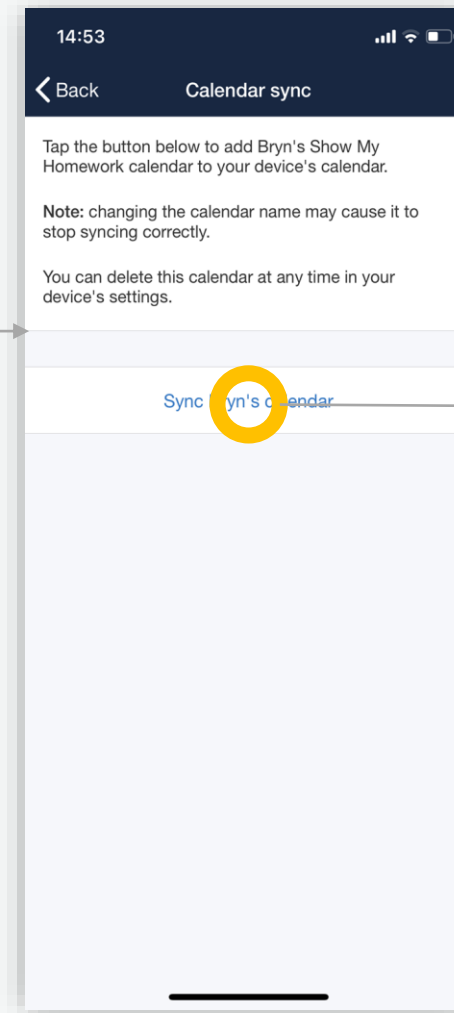 14:53
Back
Calendar sync
Tap the button below to add Bryn's Show My
Homework calendar to your device's calendar.
Note: changing the calendar name may cause it to
stop syncing correctly.
You can delete this calendar at any time in your
device's settings.
Sync Bryn's calendar